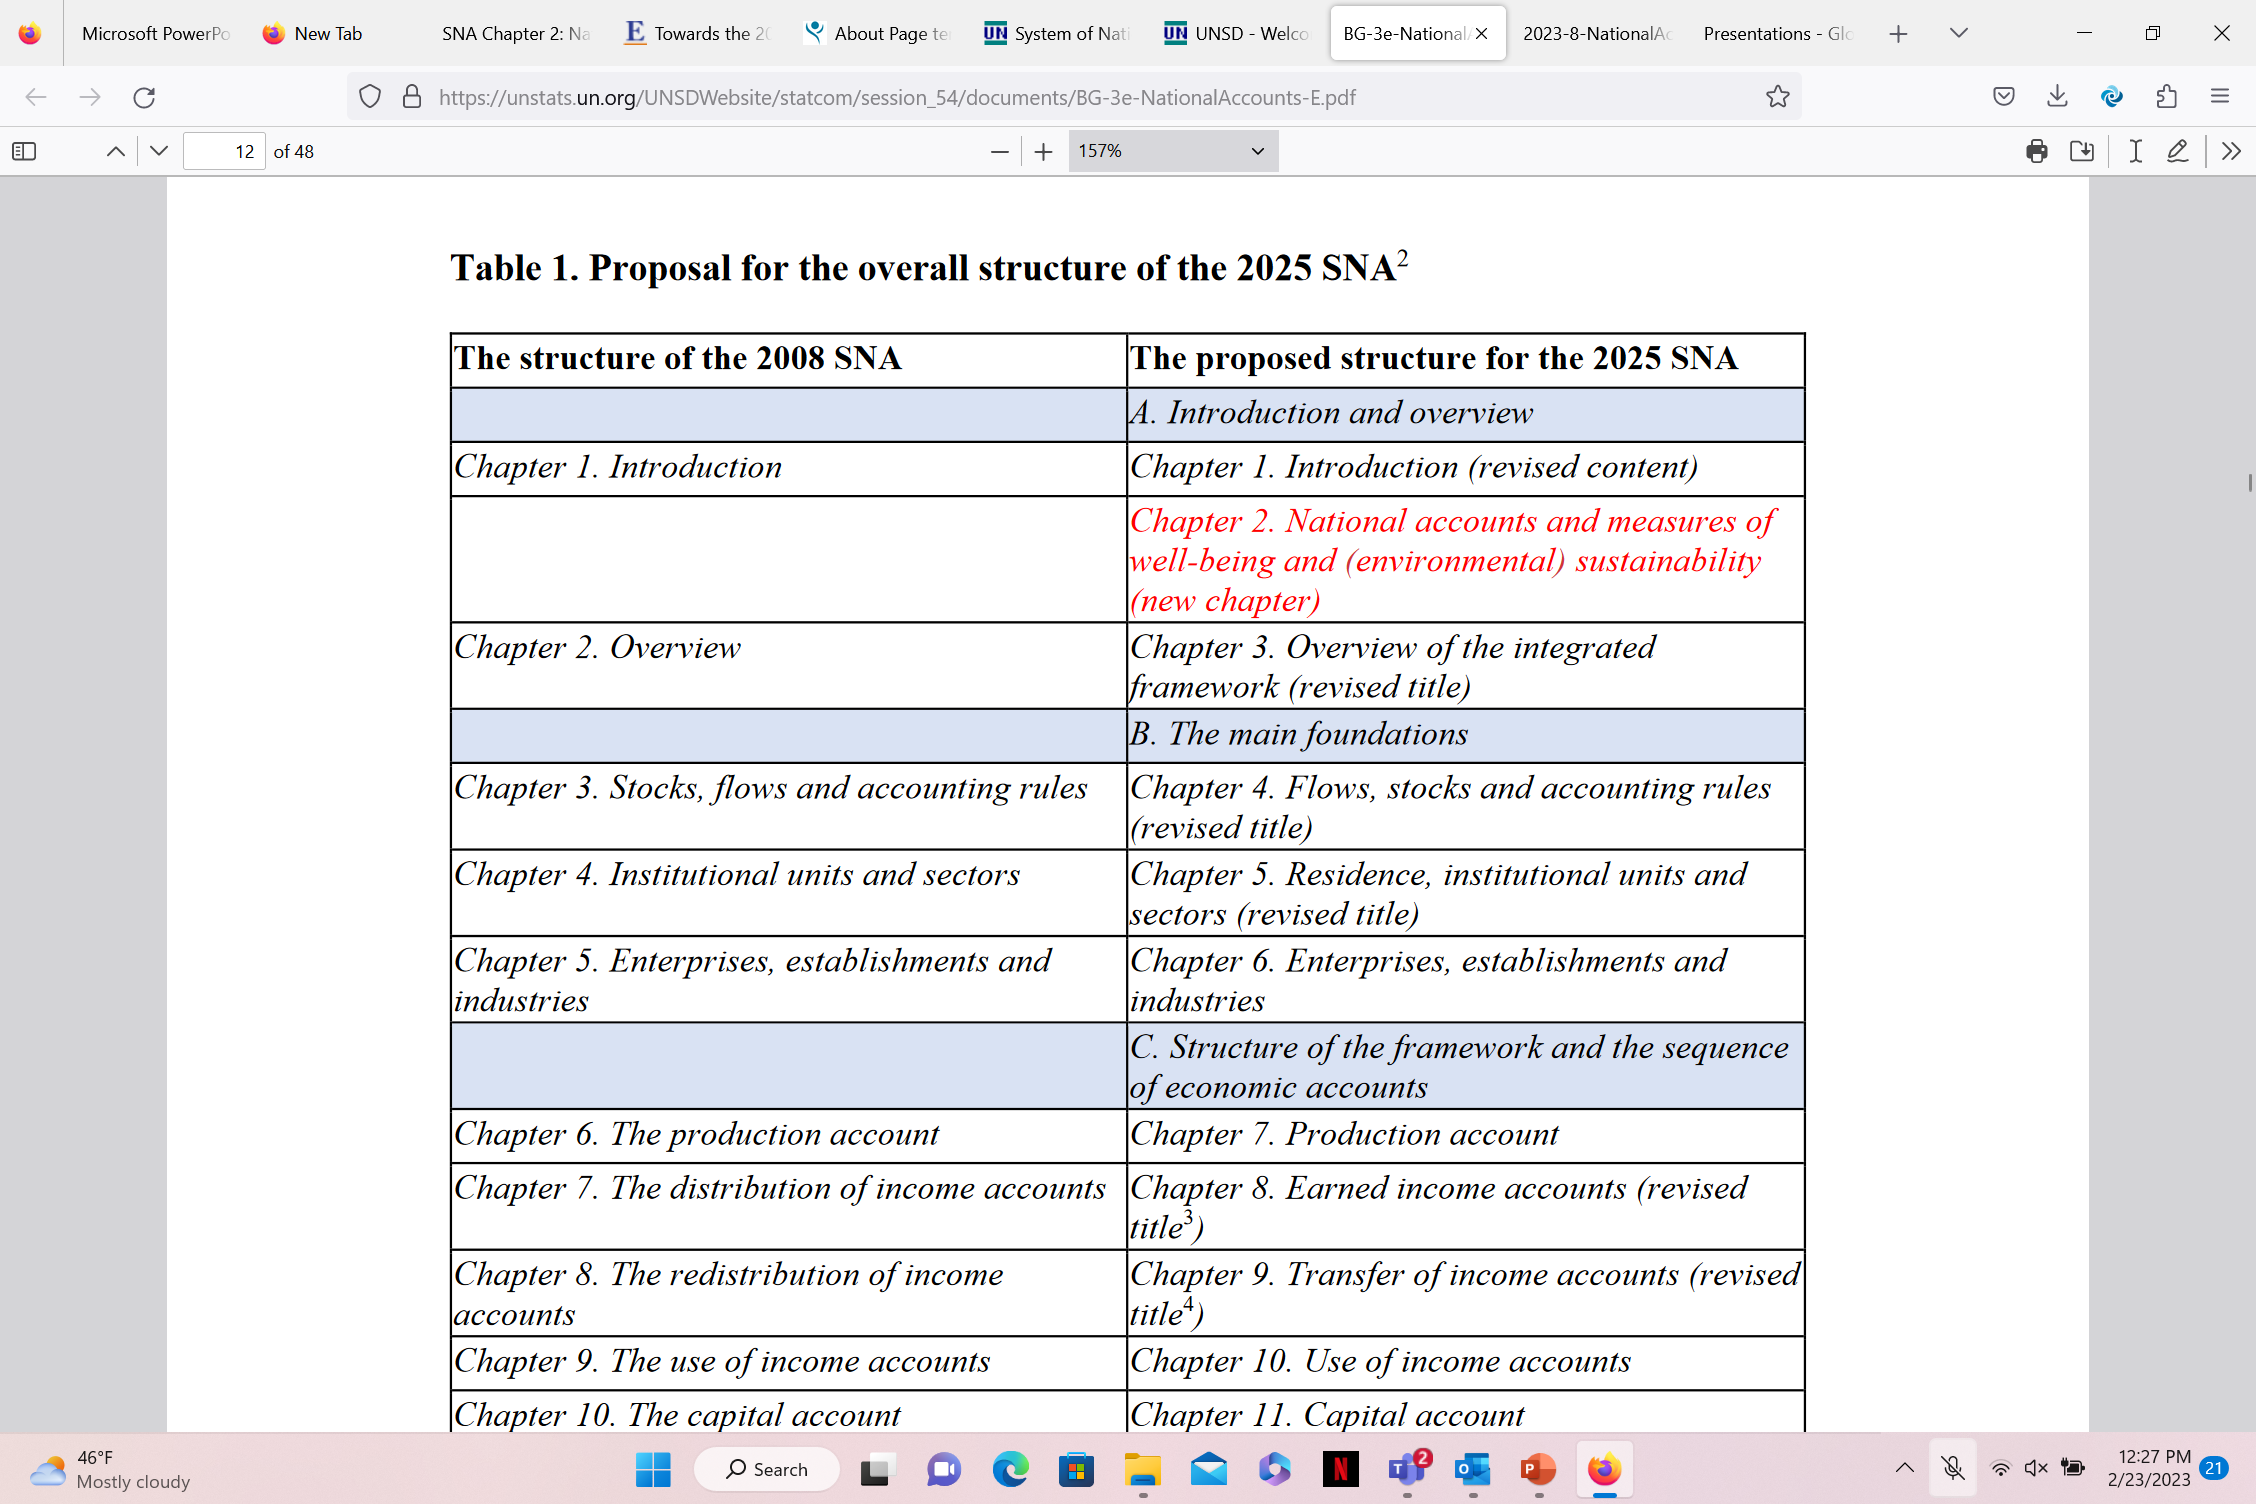 Microsoft PowerPo
New Tab
SNA Chapter 2: Na
Towards the 20
About Page te
System of Nati
UNSD - Welco
BG-3e-National
2023-8-NationalAc
Presentations - Glo
https://unstats.un.org/UNSDWebsite/statcom/session_54/documents/BG-3e-NationalAccounts-E.pdf
12 of 48
157%
Table 1. Proposal for the overall structure of the 2025 SNA²
The structure of the 2008 SNA
The proposed structure for the 2025 SNA
A. Introduction and overview
Chapter 1. Introduction
Chapter 1. Introduction (revised content)
Chapter 2. National accounts and measures of
well-being and (environmental) sustainability
(new chapter)
Chapter 2. Overview
Chapter 3. Overview of the integrated
framework (revised title)
B. The main foundations
Chapter 3. Stocks, flows and accounting rules
Chapter 4. Flows, stocks and accounting rules
(revised title)
Chapter 4. Institutional units and sectors
Chapter 5. Residence, institutional units and
sectors (revised title)
Chapter 5. Enterprises, establishments and
industries
Chapter 6. Enterprises, establishments and
industries
C. Structure of the framework and the sequence
of economic accounts
Chapter 6. The production account
Chapter 7. Production account
Chapter 7. The distribution of income accounts
Chapter 8. Earned income accounts (revised
title³)
Chapter 8. The redistribution of income
accounts
Chapter 9. Transfer of income accounts (revised
title⁴)
Chapter 9. The use of income accounts
Chapter 10. Use of income accounts
Chapter 10. The capital account
Chapter 11. Capital account
46°F
Mostly cloudy
Search
2
12:27 PM
2/23/2023
21